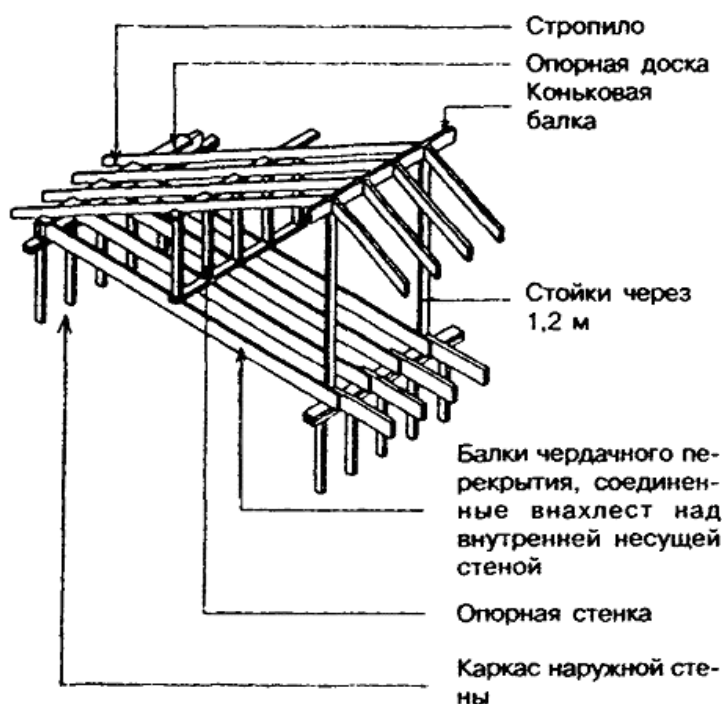 Стропило
Опорная доска
Коньковая
балка
Стойки через
1,2 м
Балки чердачного пе-
рекрытия, соединен-
ные внахлест над
внутренней несущей
стеной
Опорная стенка
Каркас наружной сте-
ны